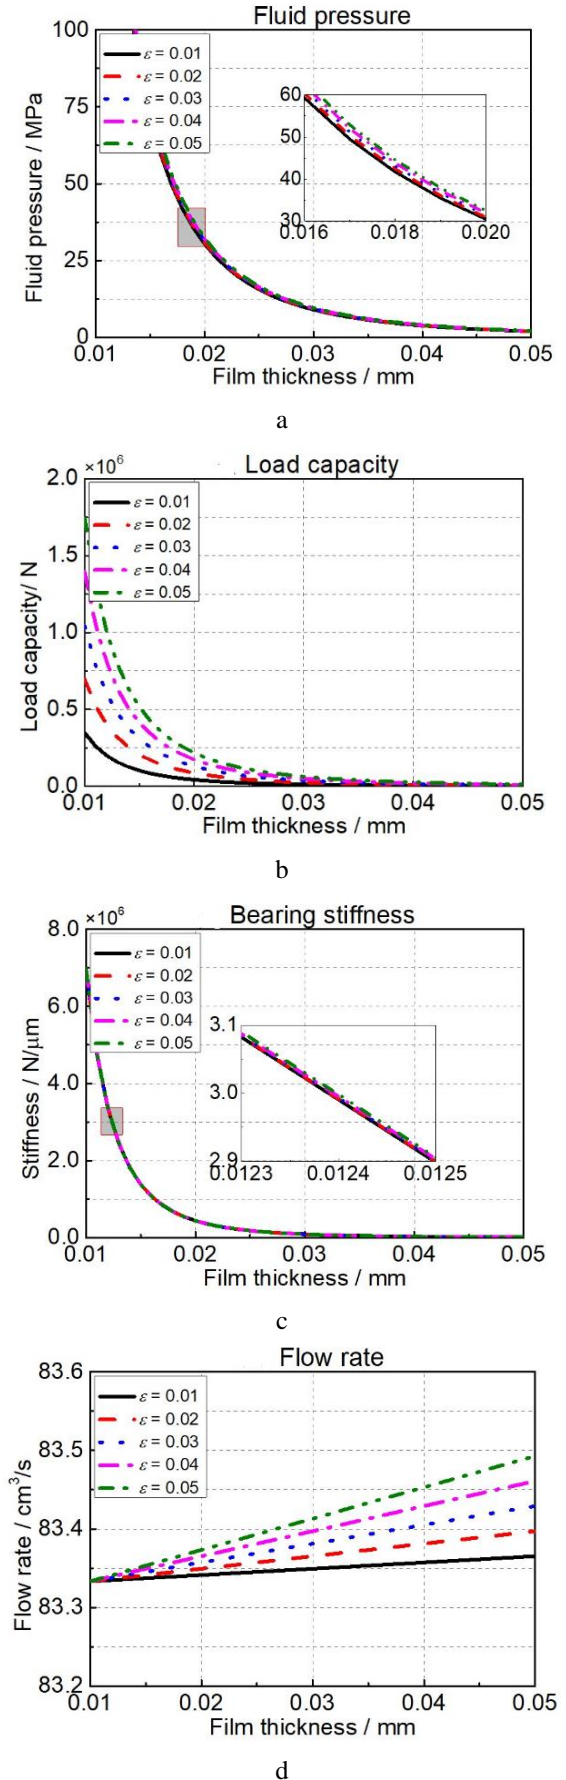 Fluid pressure
100
75
50
25
0
Fluid pressure / MPa
ε = 0.01
ε = 0.02
ε = 0.03
ε = 0.04
ε = 0.05
60
50
40
30
0.016 0.018 0.020
0.01 0.02 0.03 0.04 0.05
Film thickness / mm
a
Load capacity
×10⁶
2.0
1.5
1.0
0.5
0.0
Load capacity/ N
ε = 0.01
ε = 0.02
ε = 0.03
ε = 0.04
ε = 0.05
0.01 0.02 0.03 0.04 0.05
Film thickness / mm
b
Bearing stiffness
×10⁶
8.0
6.0
4.0
2.0
0.0
Stiffness / N/μm
ε = 0.01
ε = 0.02
ε = 0.03
ε = 0.04
ε = 0.05
3.1
3.0
2.9
0.0123 0.0124 0.0125
0.01 0.02 0.03 0.04 0.05
Film thickness / mm
c
Flow rate
83.6
83.5
83.4
83.3
83.2
Flow rate / cm³/s
ε = 0.01
ε = 0.02
ε = 0.03
ε = 0.04
ε = 0.05
0.01 0.02 0.03 0.04 0.05
Film thickness / mm
d